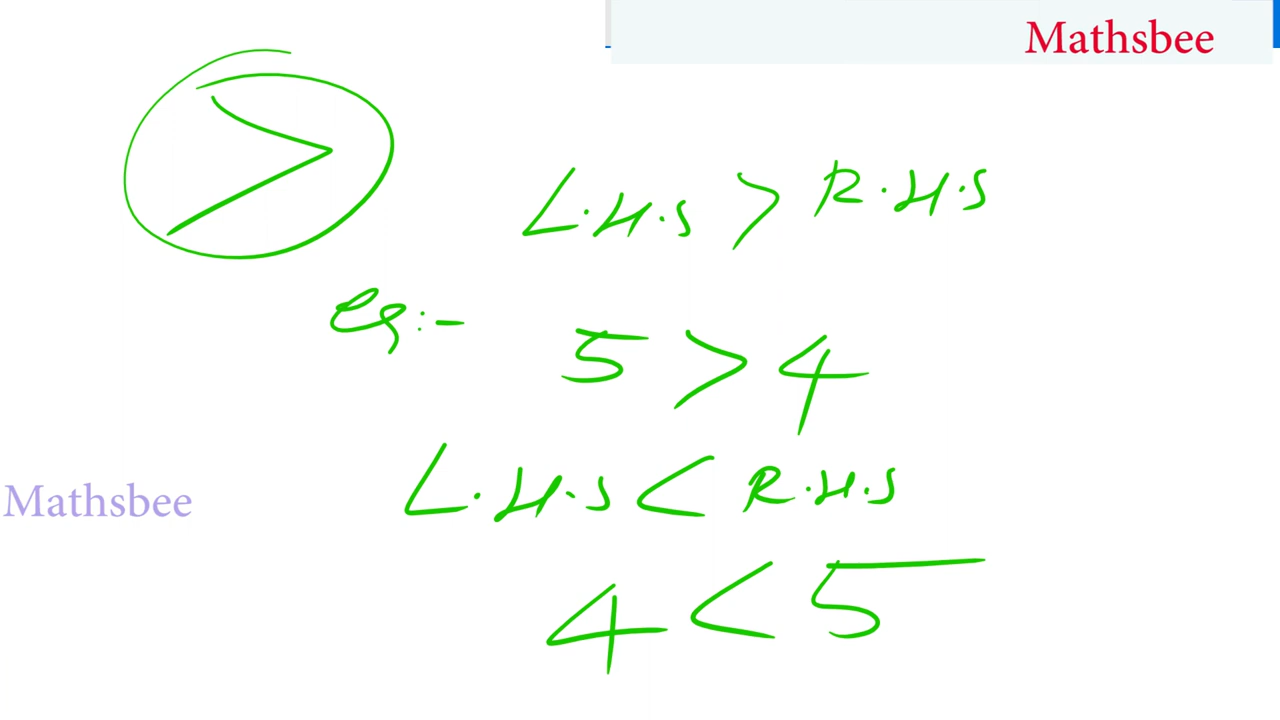 Mathsbee
>
L.H.S > R.H.S
eg:-
5 > 4
L.H.S < R.H.S
Mathsbee
4 < 5